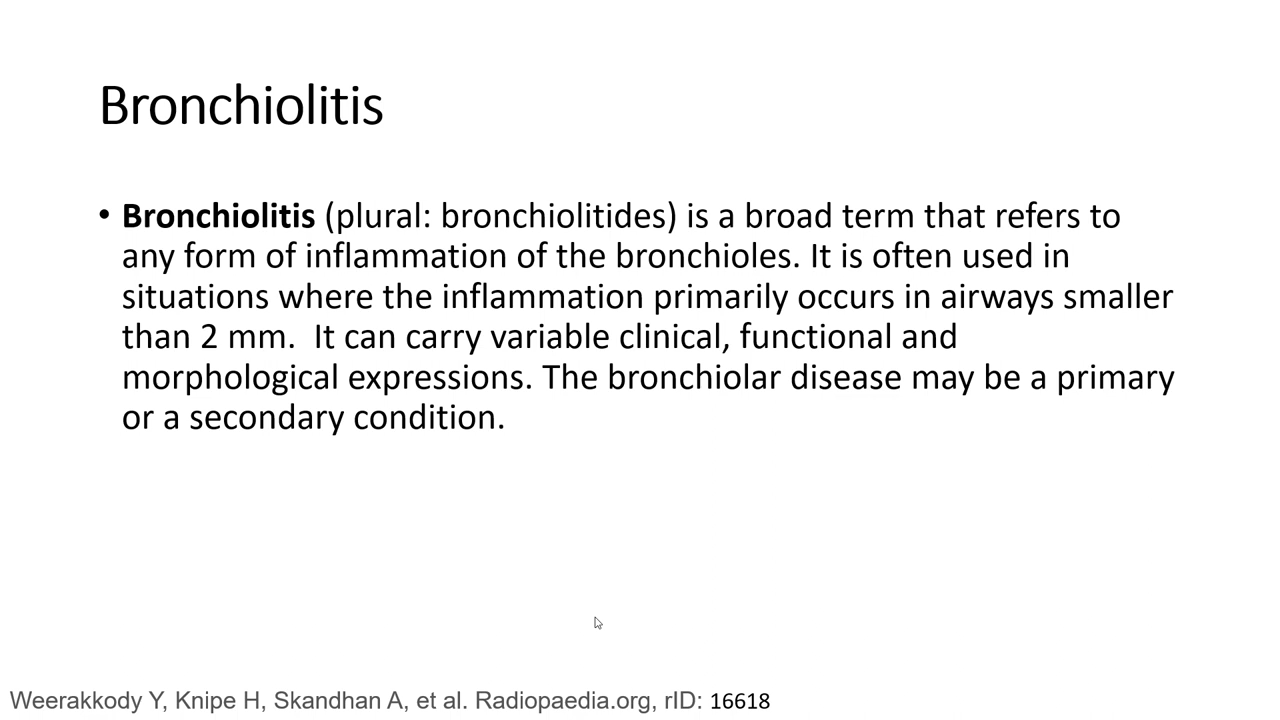 Bronchiolitis
• Bronchiolitis (plural: bronchiolitides) is a broad term that refers to
any form of inflammation of the bronchioles. It is often used in
situations where the inflammation primarily occurs in airways smaller
than 2 mm.  It can carry variable clinical, functional and
morphological expressions. The bronchiolar disease may be a primary
or a secondary condition.
Weerakkody Y, Knipe H, Skandhan A, et al. Radiopaedia.org, rID: 16618